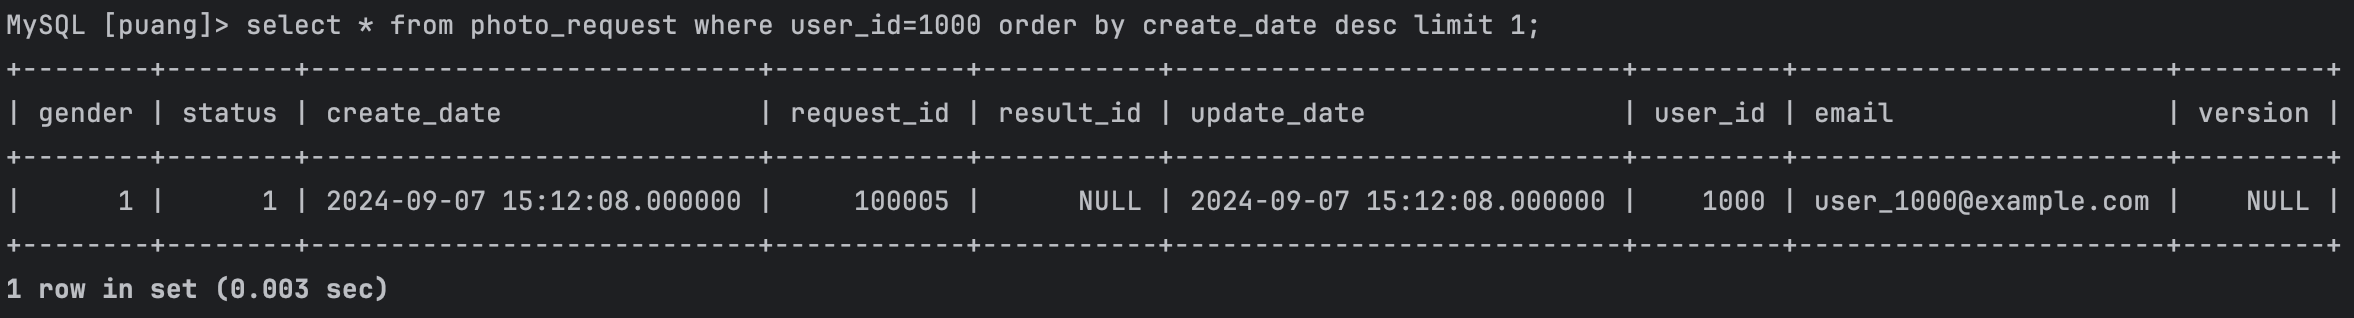 MySQL [puang]> select * from photo_request where user_id=1000 order by create_date desc limit 1;
+--------+--------+----------------------------+------------+-----------+----------------------------+---------+-----------------------+---------+
| gender | status | create_date                | request_id | result_id | update_date                | user_id | email                 | version |
+--------+--------+----------------------------+------------+-----------+----------------------------+---------+-----------------------+---------+
|      1 |      1 | 2024-09-07 15:12:08.000000 |     100005 |      NULL | 2024-09-07 15:12:08.000000 |    1000 | user_1000@example.com |    NULL |
+--------+--------+----------------------------+------------+-----------+----------------------------+---------+-----------------------+---------+
1 row in set (0.003 sec)